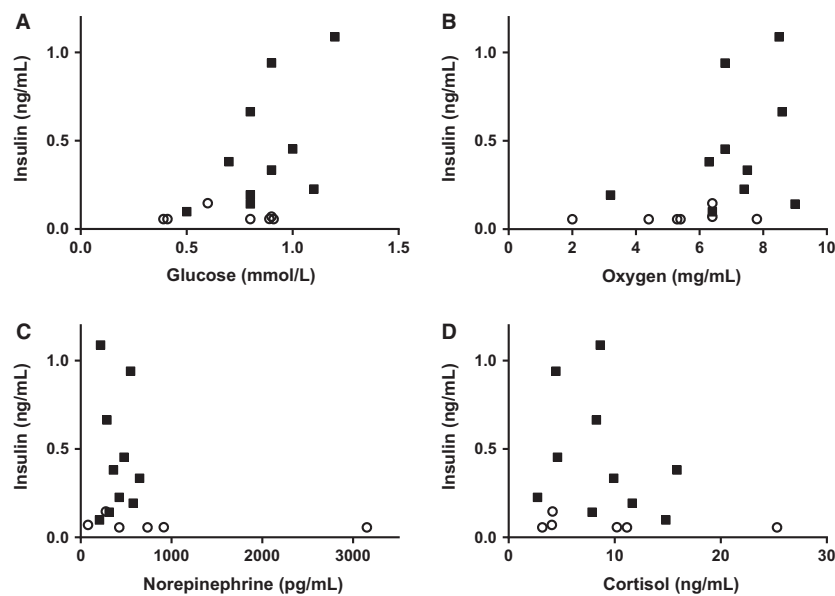 A
B
Insulin (ng/mL)
1.0
0.5
0.0
0.0
0.5
1.0
1.5
Glucose (mmol/L)
Insulin (ng/mL)
1.0
0.5
0.0
0
2
4
6
8
10
Oxygen (mg/mL)
C
D
Insulin (ng/mL)
1.0
0.5
0.0
0
1000
2000
3000
Norepinephrine (pg/mL)
Insulin (ng/mL)
1.0
0.5
0.0
0
10
20
30
Cortisol (ng/mL)